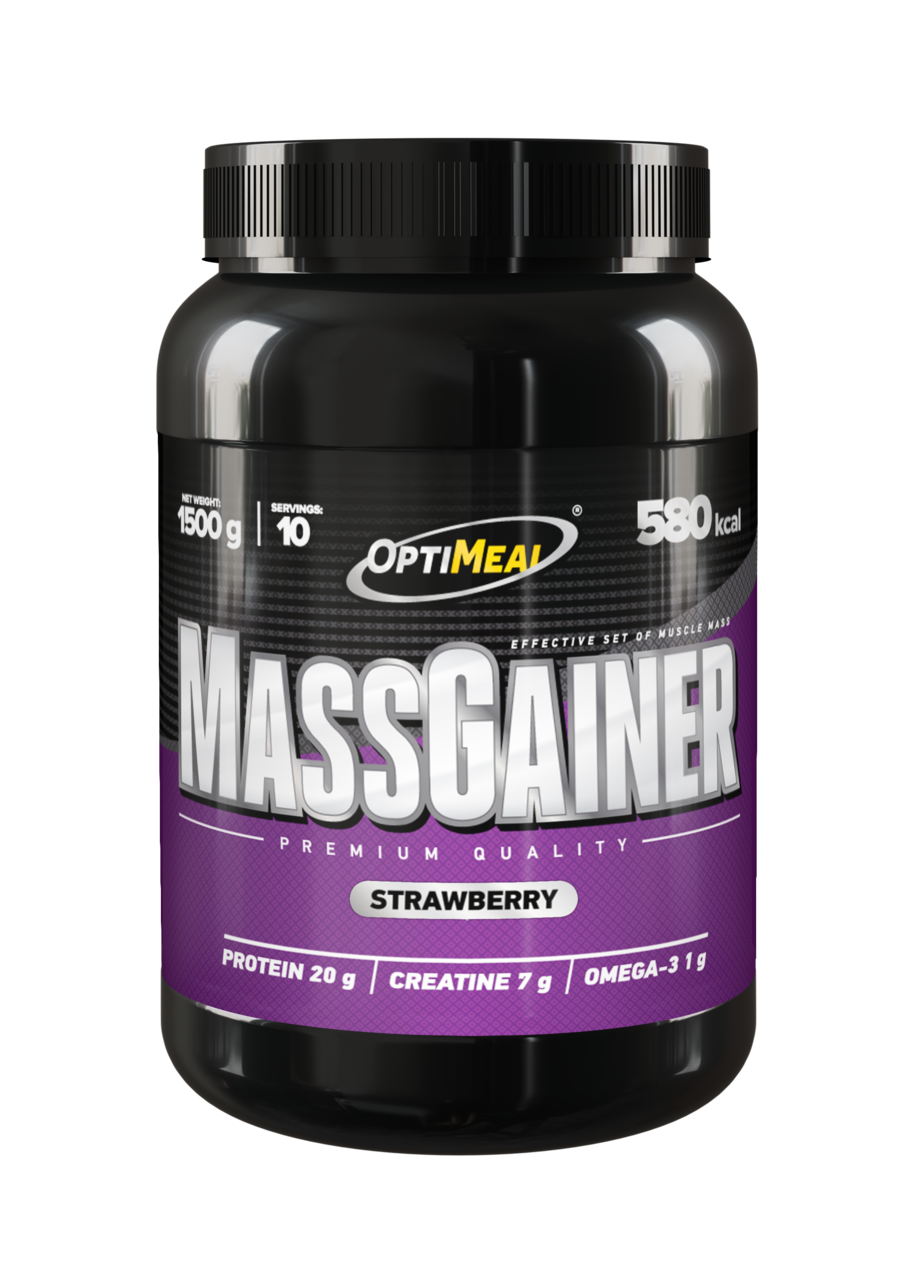 NET WEIGHT:
1500 g
SERVINGS:
10
580 kcal
OPTIMEAL®
EFFECTIVE SET OF MUSCLE MASS
MASSGAINER
PREMIUM QUALITY
STRAWBERRY
PROTEIN 20 g
CREATINE 7 g
OMEGA-3 1 g